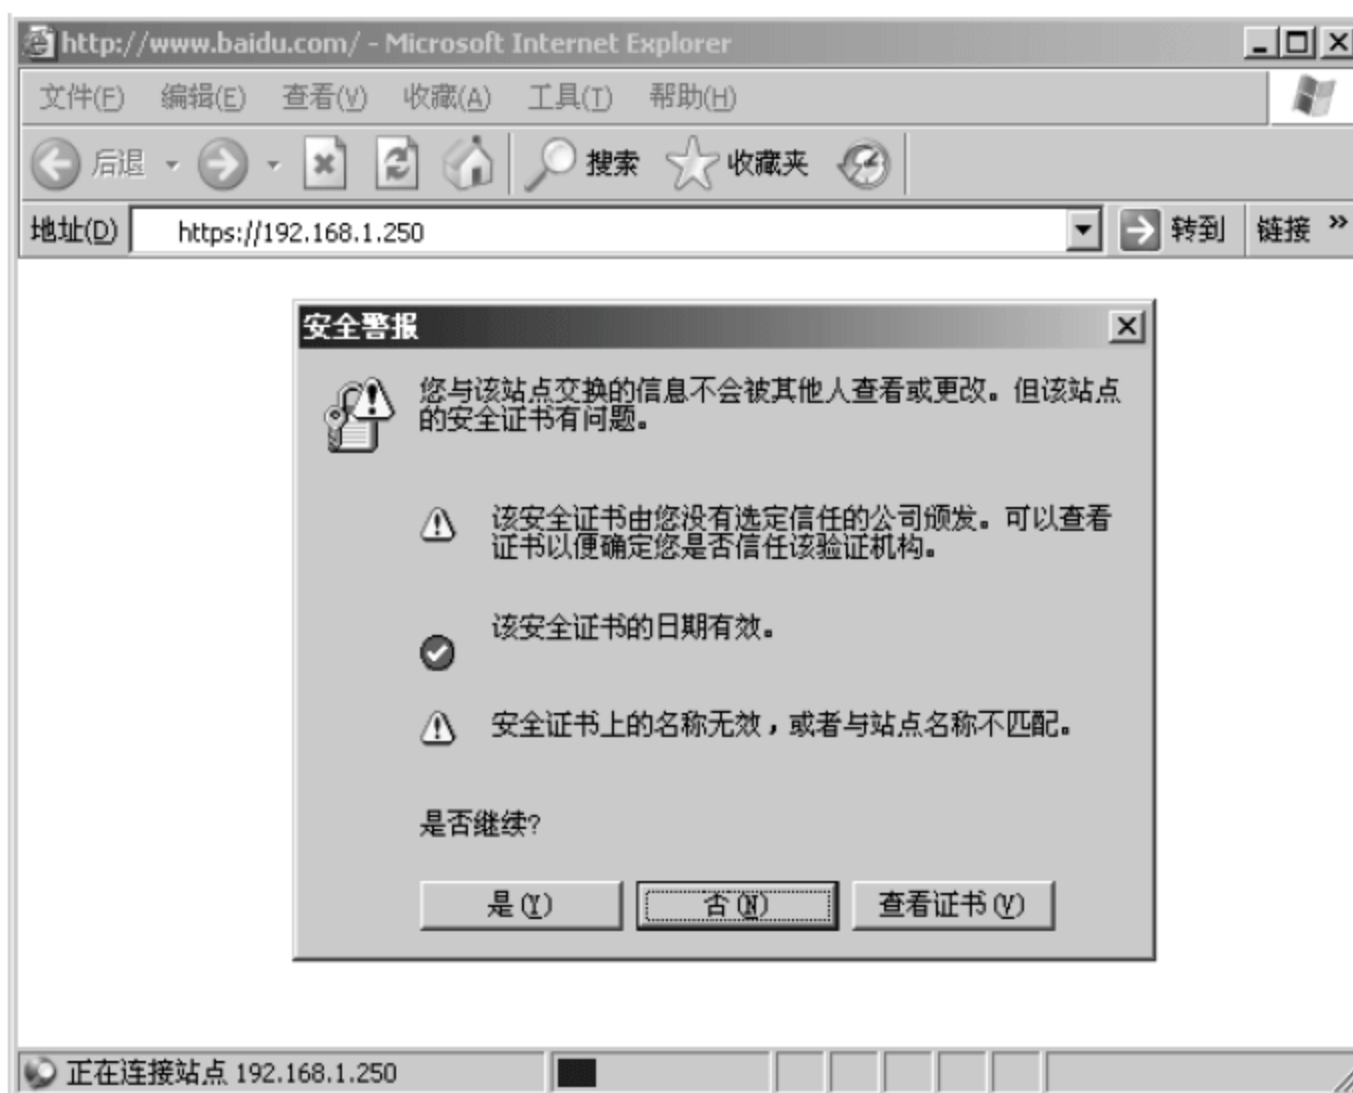 http://www.baidu.com/ - Microsoft Internet Explorer
文件(F) 编辑(E) 查看(V) 收藏(A) 工具(T) 帮助(H)
后退 搜索 收藏夹
地址(D) https://192.168.1.250 转到 链接 »
安全警报
您与该站点交换的信息不会被其他人查看或更改。但该站点
的安全证书有问题。
该安全证书由您没有选定信任的公司颁发。可以查看
证书以便确定您是否信任该验证机构。
该安全证书的日期有效。
安全证书上的名称无效，或者与站点名称不匹配。
是否继续?
是(Y) 否(N) 查看证书(V)
正在连接站点 192.168.1.250